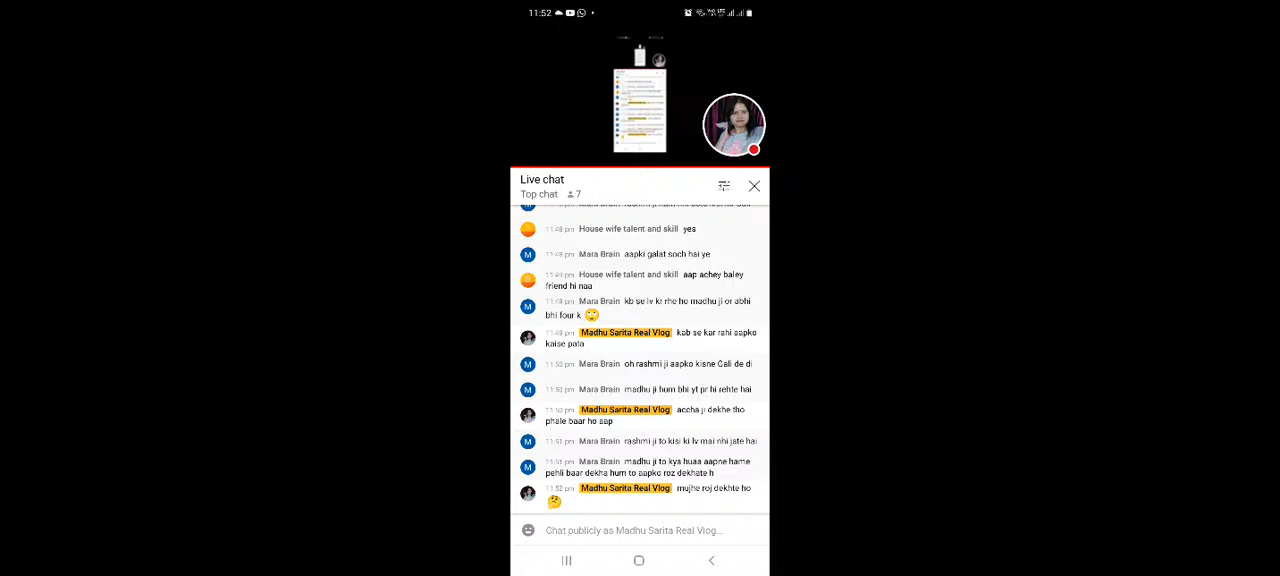 11:52
Live chat
Top chat 7
11:48 pm House wife talent and skill yes
11:48 pm Mara Brain aapki galat soch hai ye
11:49 pm House wife talent and skill aap achey baley
friend hi naa
11:49 pm Mara Brain kb se lv kr rhe ho madhu ji or abhi
bhi four k 🙄
11:49 pm Madhu Sarita Real Vlog kab se kar rahi aapko
kaise pata
11:50 pm Mara Brain oh rashmi ji aapko kisne Gali de di
11:50 pm Mara Brain madhu ji hum bhi yt pr hi rehte hai
11:50 pm Madhu Sarita Real Vlog accha ji dekhe tho
phale baar ho aap
11:51 pm Mara Brain rashmi ji to kisi ki lv mai nhi jate hai
11:51 pm Mara Brain madhu ji to kya huaa aapne hame
pehli baar dekha hum to aapko roz dekhate h
11:52 pm Madhu Sarita Real Vlog mujhe roj dekhte ho
🤔
Chat publicly as Madhu Sarita Real Vlog...